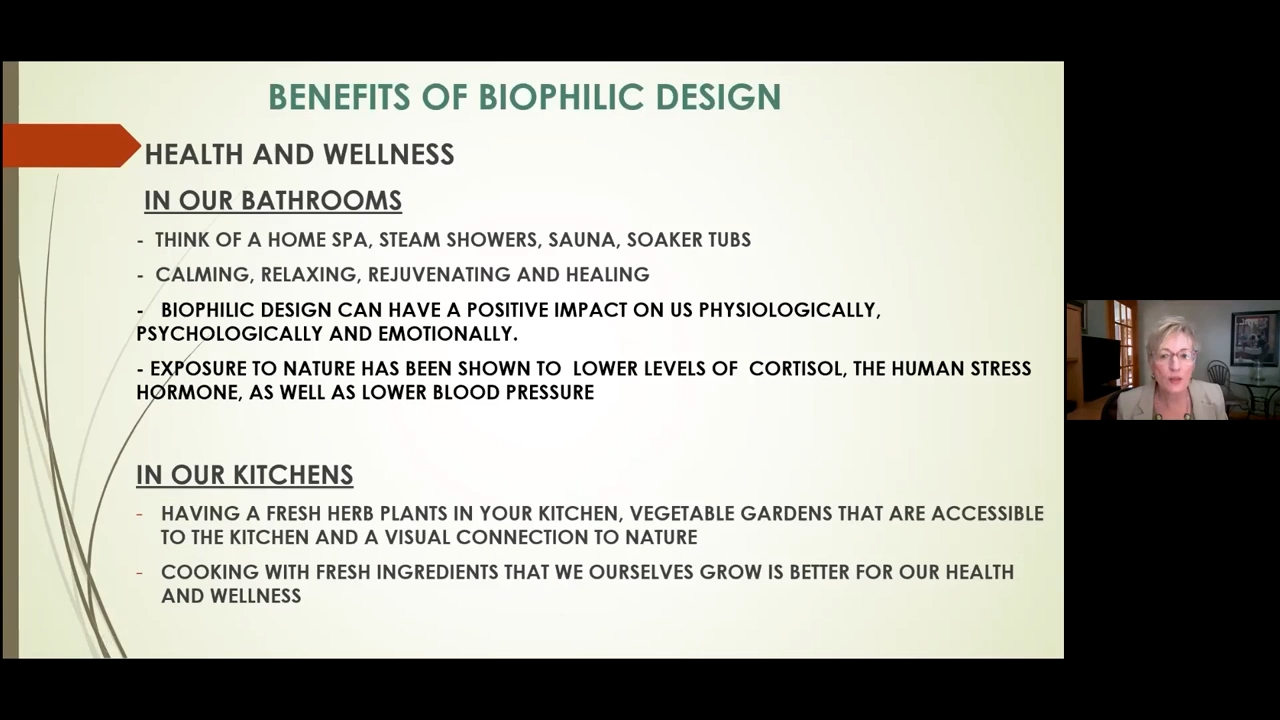 BENEFITS OF BIOPHILIC DESIGN
HEALTH AND WELLNESS
IN OUR BATHROOMS
- THINK OF A HOME SPA, STEAM SHOWERS, SAUNA, SOAKER TUBS
- CALMING, RELAXING, REJUVENATING AND HEALING
- BIOPHILIC DESIGN CAN HAVE A POSITIVE IMPACT ON US PHYSIOLOGICALLY,
PSYCHOLOGICALLY AND EMOTIONALLY.
- EXPOSURE TO NATURE HAS BEEN SHOWN TO LOWER LEVELS OF CORTISOL, THE HUMAN STRESS
HORMONE, AS WELL AS LOWER BLOOD PRESSURE
IN OUR KITCHENS
- HAVING A FRESH HERB PLANTS IN YOUR KITCHEN, VEGETABLE GARDENS THAT ARE ACCESSIBLE
TO THE KITCHEN AND A VISUAL CONNECTION TO NATURE
- COOKING WITH FRESH INGREDIENTS THAT WE OURSELVES GROW IS BETTER FOR OUR HEALTH
AND WELLNESS